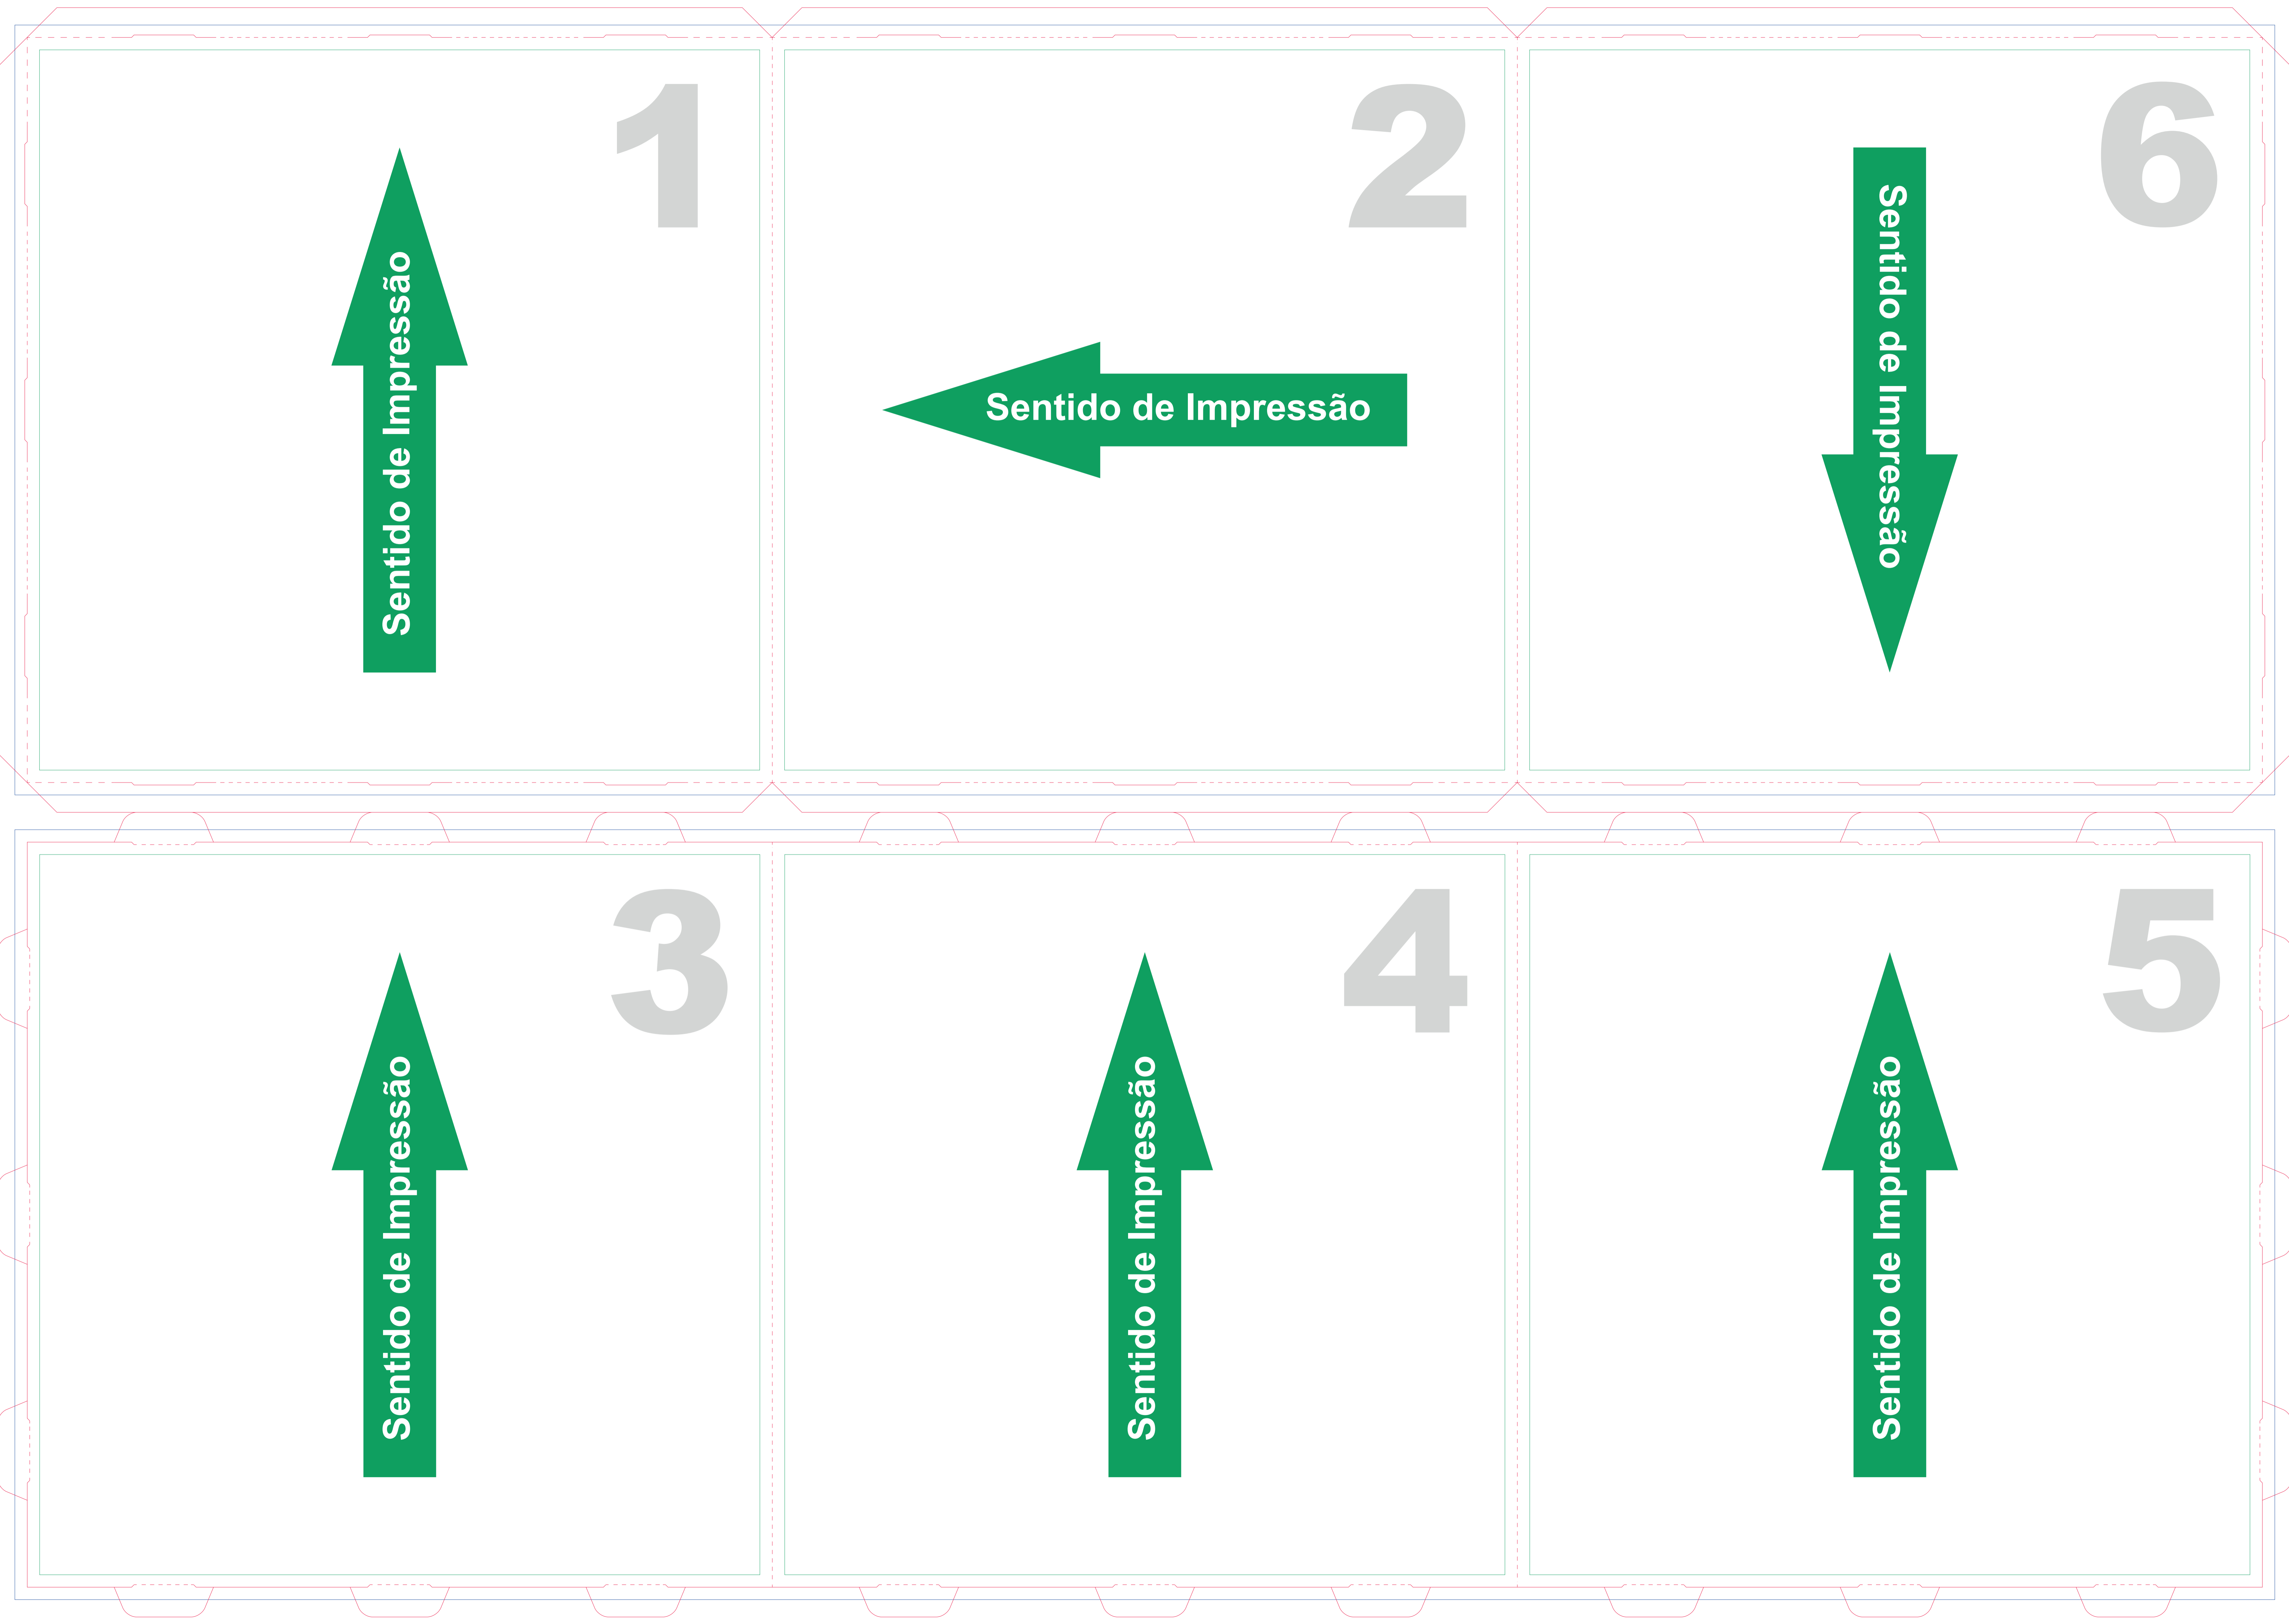 1
Sentido de Impressão
2
Sentido de Impressão
6
Sentido de Impressão
3
Sentido de Impressão
4
Sentido de Impressão
5
Sentido de Impressão